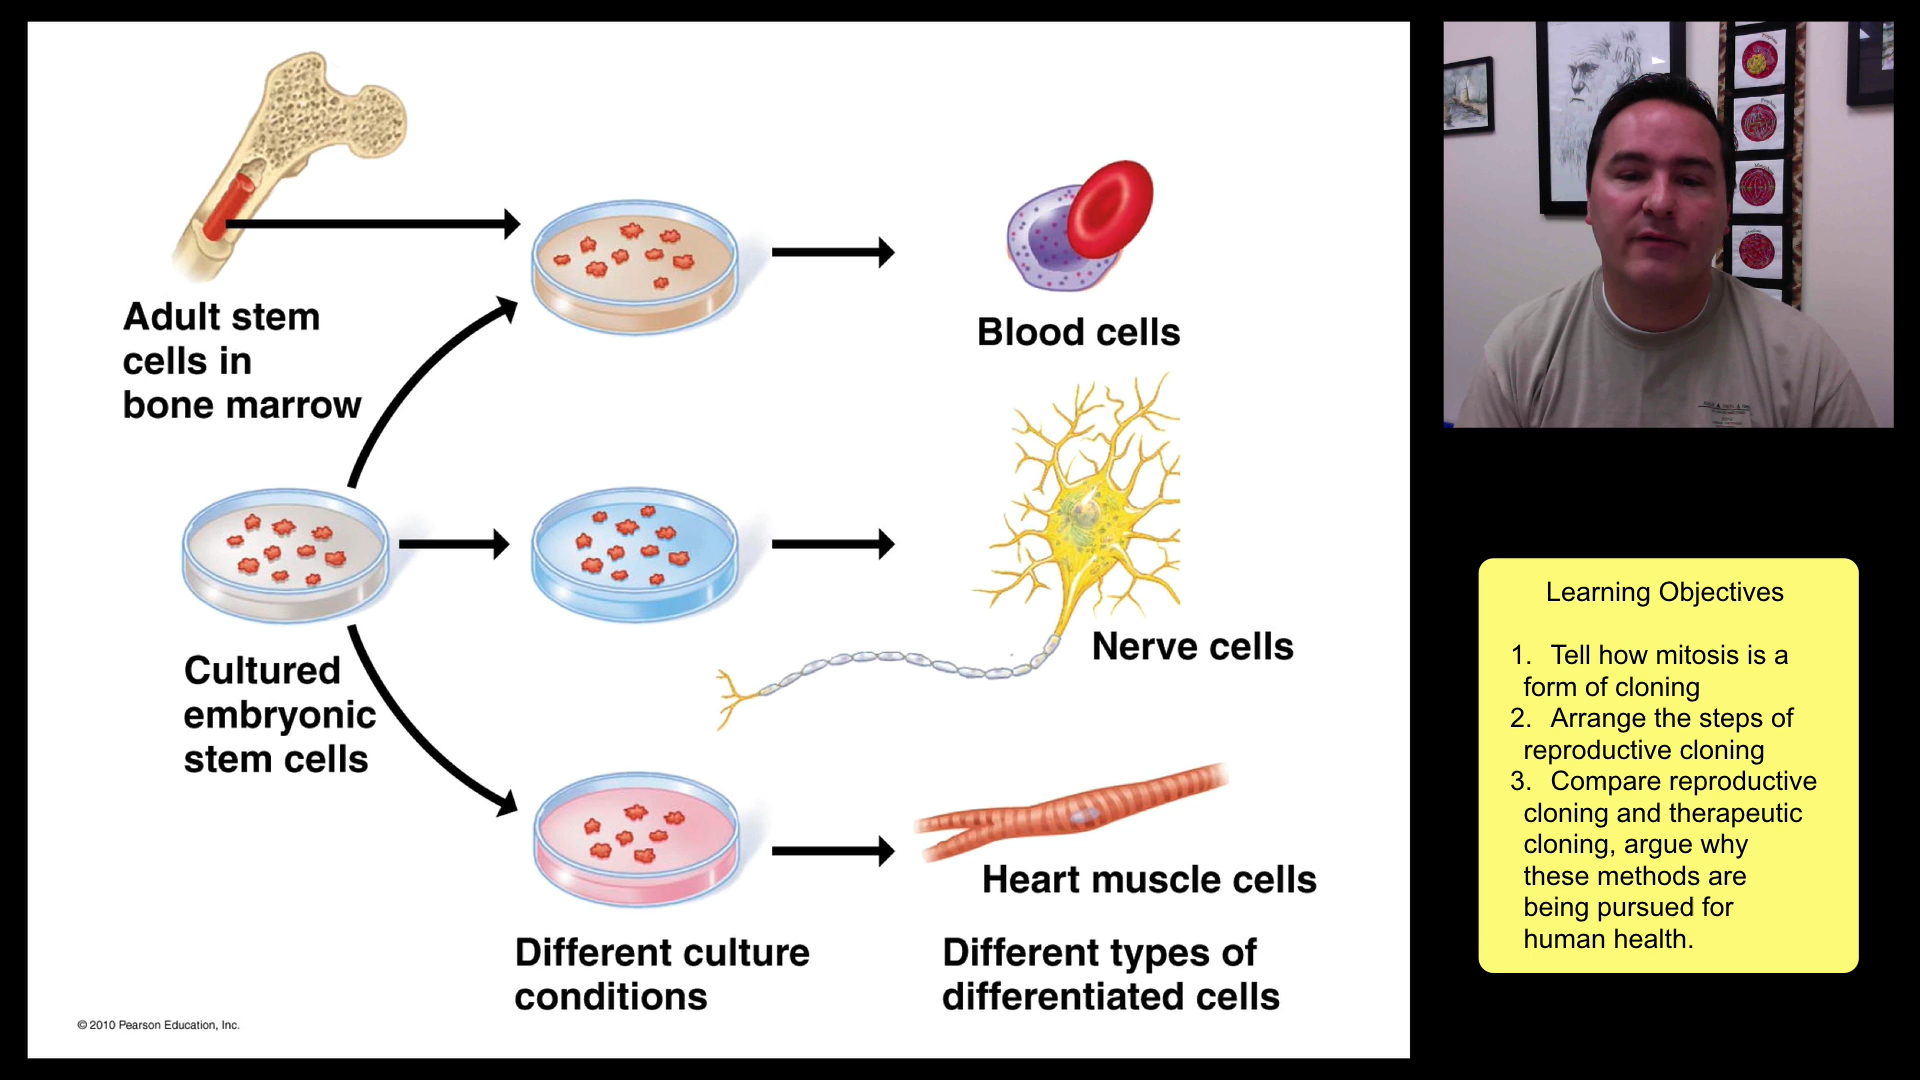 Adult stem
cells in
bone marrow
Blood cells
Cultured
embryonic
stem cells
Nerve cells
Heart muscle cells
Different culture
conditions
Different types of
differentiated cells
© 2010 Pearson Education, Inc.
Learning Objectives
1. Tell how mitosis is a
form of cloning
2. Arrange the steps of
reproductive cloning
3. Compare reproductive
cloning and therapeutic
cloning, argue why
these methods are
being pursued for
human health.